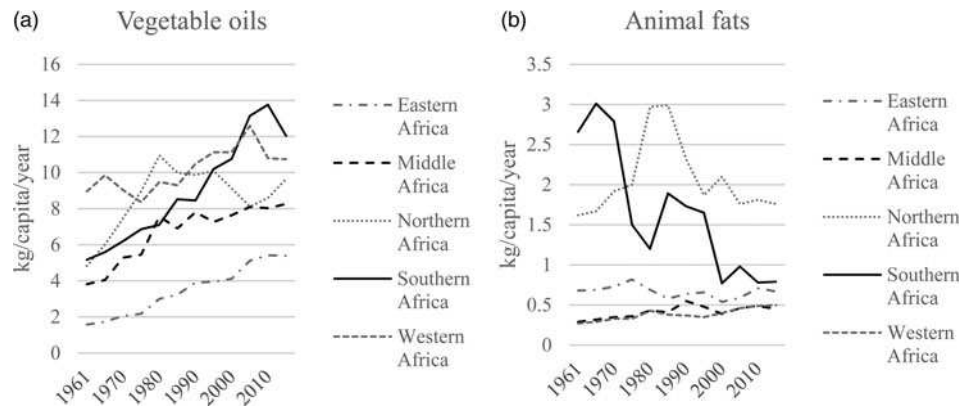 (a) Vegetable oils
kg/capita/year
16
14
12
10
8
6
4
2
0
1961
1970
1980
1990
2000
2010
Eastern
Africa
Middle
Africa
Northern
Africa
Southern
Africa
Western
Africa
(b) Animal fats
kg/capita/year
3.5
3
2.5
2
1.5
1
0.5
0
1961
1970
1980
1990
2000
2010
Eastern
Africa
Middle
Africa
Northern
Africa
Southern
Africa
Western
Africa